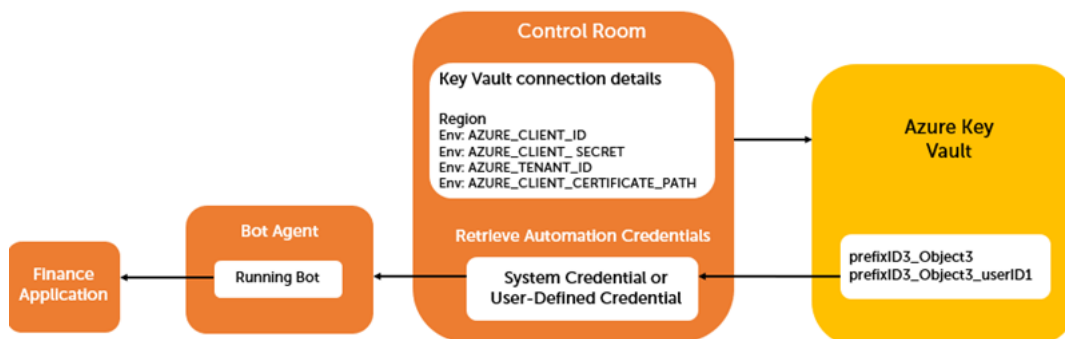 Control Room
Key Vault connection details
Region
Env: AZURE_CLIENT_ID
Env: AZURE_CLIENT_ SECRET
Env: AZURE_TENANT_ID
Env: AZURE_CLIENT_CERTIFICATE_PATH
Azure Key
Vault
Bot Agent
Running Bot
Retrieve Automation Credentials
System Credential or
User-Defined Credential
prefixID3_Object3
prefixID3_Object3_userID1
Finance
Application